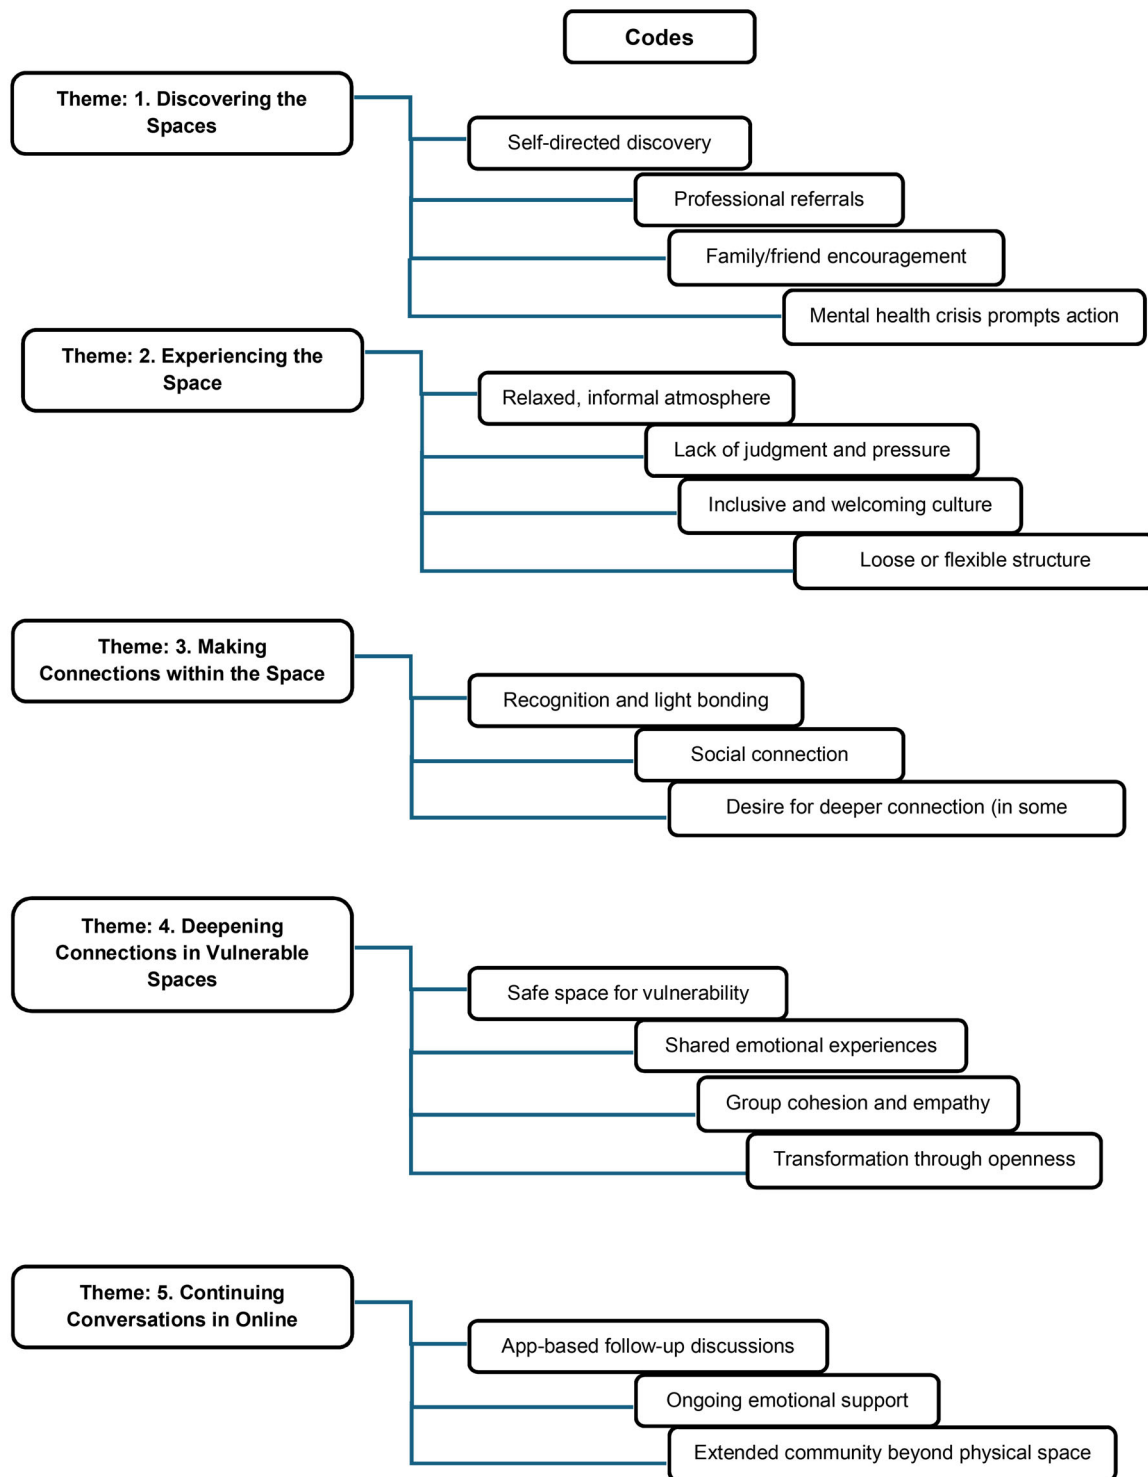 Codes
Theme: 1. Discovering the
Spaces
Self-directed discovery
Professional referrals
Family/friend encouragement
Mental health crisis prompts action
Theme: 2. Experiencing the
Space
Relaxed, informal atmosphere
Lack of judgment and pressure
Inclusive and welcoming culture
Loose or flexible structure
Theme: 3. Making
Connections within the Space
Recognition and light bonding
Social connection
Desire for deeper connection (in some
Theme: 4. Deepening
Connections in Vulnerable
Spaces
Safe space for vulnerability
Shared emotional experiences
Group cohesion and empathy
Transformation through openness
Theme: 5. Continuing
Conversations in Online
App-based follow-up discussions
Ongoing emotional support
Extended community beyond physical space